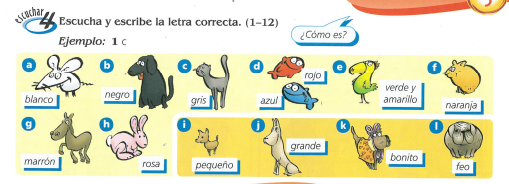 escuchar 4 Escucha y escribe la letra correcta. (1–12)
¿Cómo es?
Ejemplo: 1 c
a b c d e f
rojo
verde y
amarillo
blanco negro gris azul naranja
g h i j k l
grande
marrón rosa pequeño bonito feo